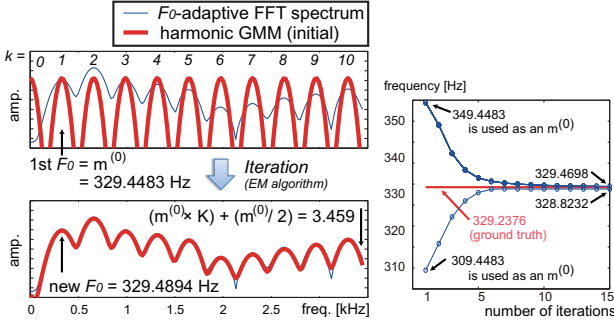 F0-adaptive FFT spectrum
harmonic GMM (initial)
k = 0 1 2 3 4 5 6 7 8 9 10
amp.
1st F0 = m(0)
= 329.4483 Hz
Iteration
(EM algorithm)
amp.
(m(0)× K) + (m(0)/ 2) = 3.459
new F0 = 329.4894 Hz
0 0.5 1 1.5 2 2.5 3
freq. [kHz]
frequency [Hz]
350
340
330
320
310
349.4483
is used as an m(0)
329.4698
328.8232
329.2376
(ground truth)
309.4483
is used as an m(0)
1 5 10 15
number of iterations